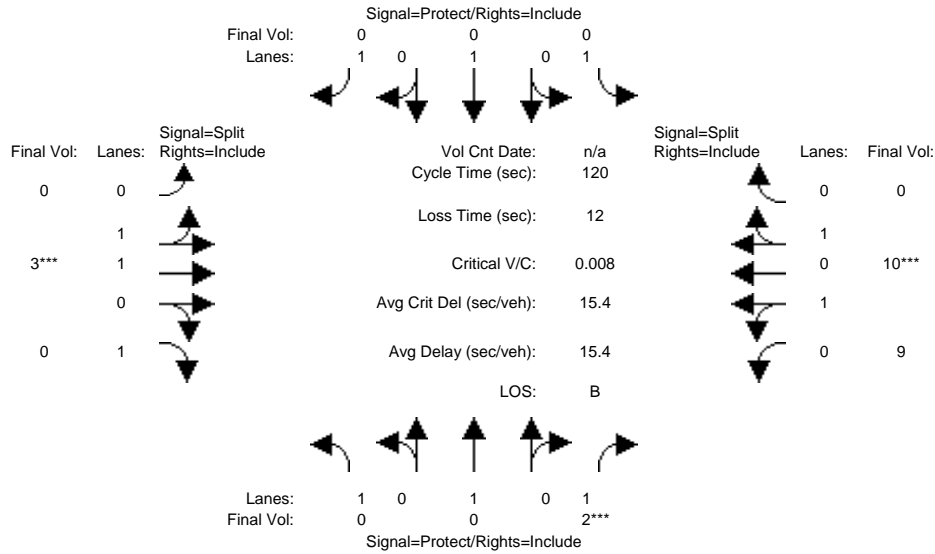 Signal=Protect/Rights=Include
Final Vol: 0 0 0
Lanes: 1 0 1 0 1
Signal=Split Signal=Split
Final Vol: Lanes: Rights=Include Vol Cnt Date: n/a Rights=Include Lanes: Final Vol:
Cycle Time (sec): 120
0 0 0 0
Loss Time (sec): 12
1 1
3*** 1 Critical V/C: 0.008 0 10***
0 Avg Crit Del (sec/veh): 15.4 1
0 1 Avg Delay (sec/veh): 15.4 0 9
LOS: B
Lanes: 1 0 1 0 1
Final Vol: 0 0 2***
Signal=Protect/Rights=Include